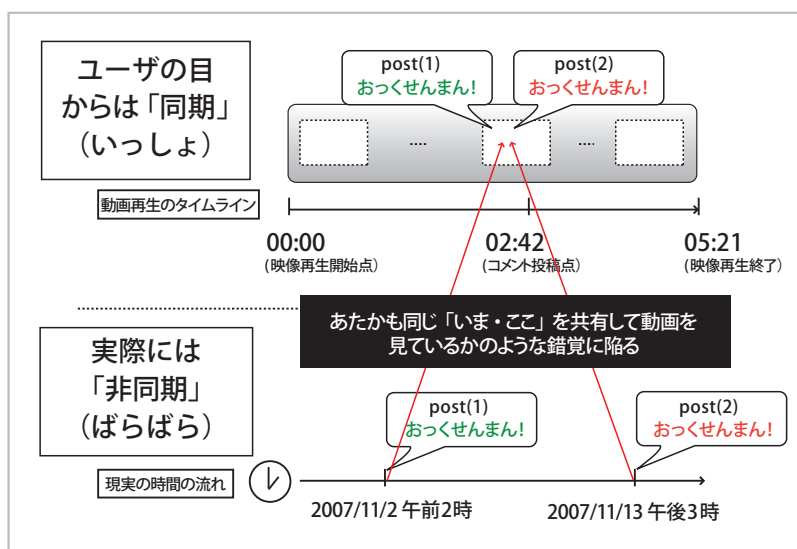 ユーザの目
からは「同期」
（いっしょ）
post(1)
おっくせんまん！
post(2)
おっくせんまん！
....
....
動画再生のタイムライン
00:00
（映像再生開始点）
02:42
（コメント投稿点）
05:21
（映像再生終了）
あたかも同じ「いま・ここ」を共有して動画を
見ているかのような錯覚に陥る
実際には
「非同期」
（ばらばら）
post(1)
おっくせんまん！
post(2)
おっくせんまん！
現実の時間の流れ
2007/11/2 午前2時
2007/11/13 午後3時